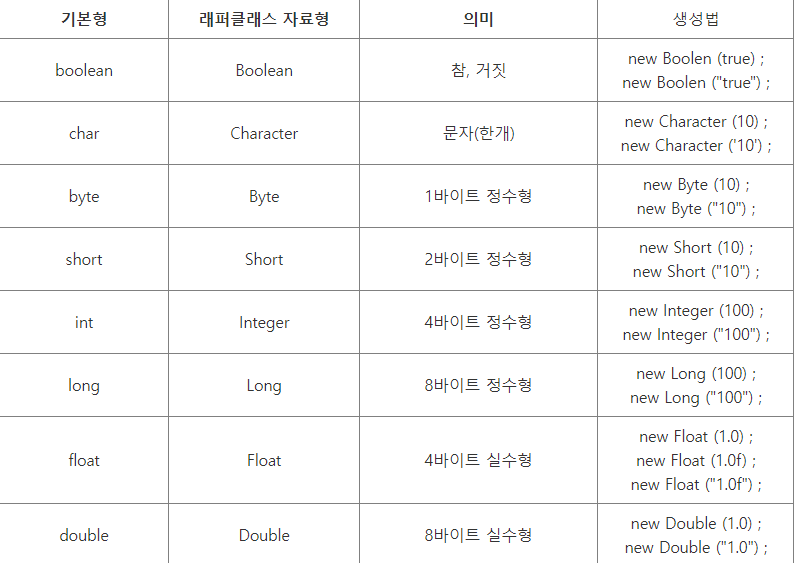 기본형 래퍼클래스 자료형 의미 생성법
boolean Boolean 참, 거짓 new Boolen (true) ;
new Boolen ("true") ;
char Character 문자(한개) new Character (10) ;
new Character ('10') ;
byte Byte 1바이트 정수형 new Byte (10) ;
new Byte ("10") ;
short Short 2바이트 정수형 new Short (10) ;
new Short ("10") ;
int Integer 4바이트 정수형 new Integer (100) ;
new Integer ("100") ;
long Long 8바이트 정수형 new Long (100) ;
new Long ("100") ;
float Float 4바이트 실수형 new Float (1.0) ;
new Float (1.0f) ;
new Float ("1.0f") ;
double Double 8바이트 실수형 new Double (1.0) ;
new Double ("1.0") ;